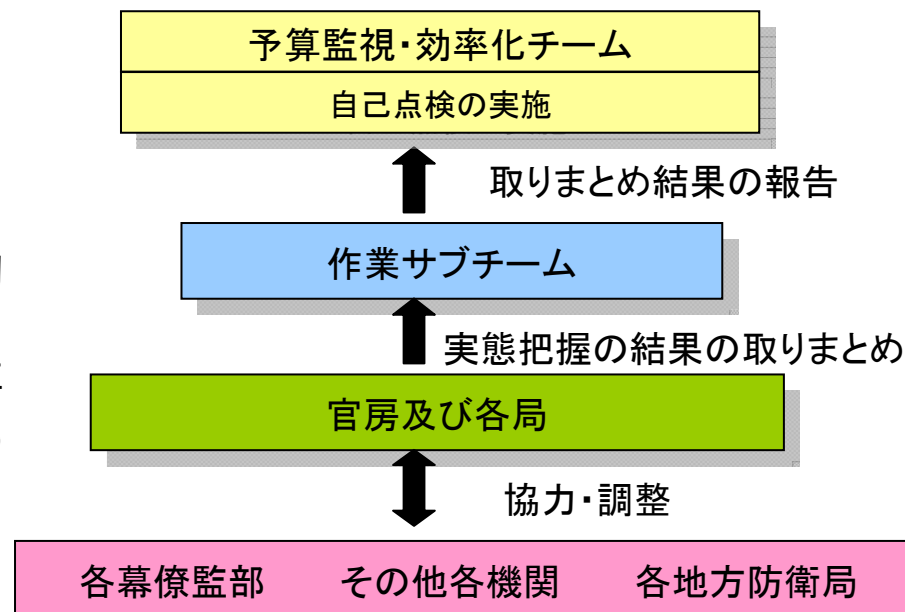 予算監視・効率化チーム
自己点検の実施
取りまとめ結果の報告
作業サブチーム
実態把握の結果の取りまとめ
官房及び各局
協力・調整
各幕僚監部 その他各機関 各地方防衛局